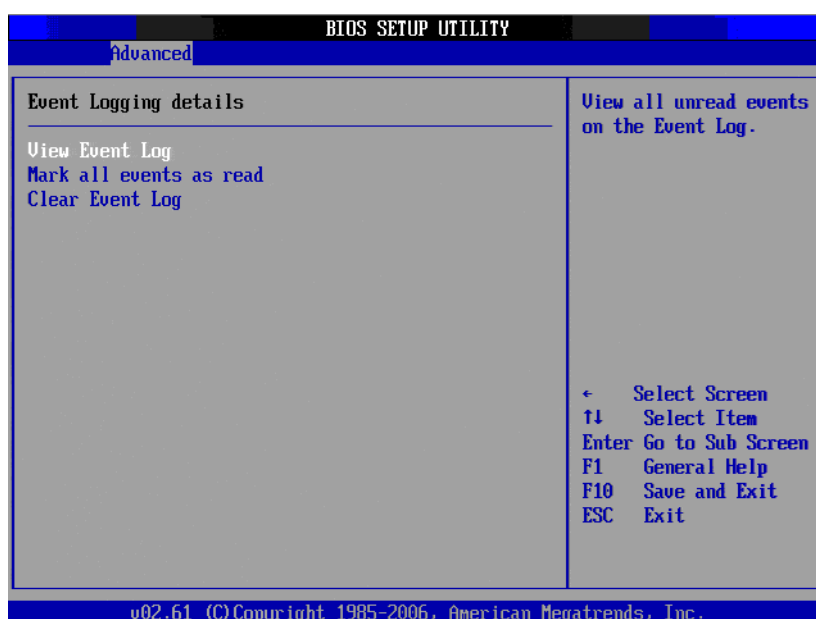 BIOS SETUP UTILITY
Advanced
Event Logging details
View Event Log
Mark all events as read
Clear Event Log
View all unread events
on the Event Log.
← Select Screen
↑↓ Select Item
Enter Go to Sub Screen
F1 General Help
F10 Save and Exit
ESC Exit
v02.61 (C)Copyright 1985-2006, American Megatrends, Inc.